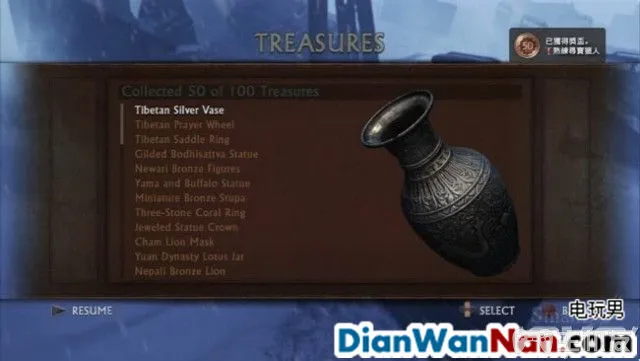 TREASURES
50
已獲得獎盃。
熟練尋寶獵人
Collected 50 of 100 Treasures
Tibetan Silver Vase
Tibetan Prayer Wheel
Tibetan Saddle Ring
Gilded Bodhisattva Statue
Newari Bronze Figures
Yama and Buffalo Statue
Miniature Bronze Stupa
Three-Stone Coral Ring
Jeweled Statue Crown
Cham Lion Mask
Yuan Dynasty Lotus Jar
Nepali Bronze Lion
RESUME
SELECT
电玩男
DianWanNan.com